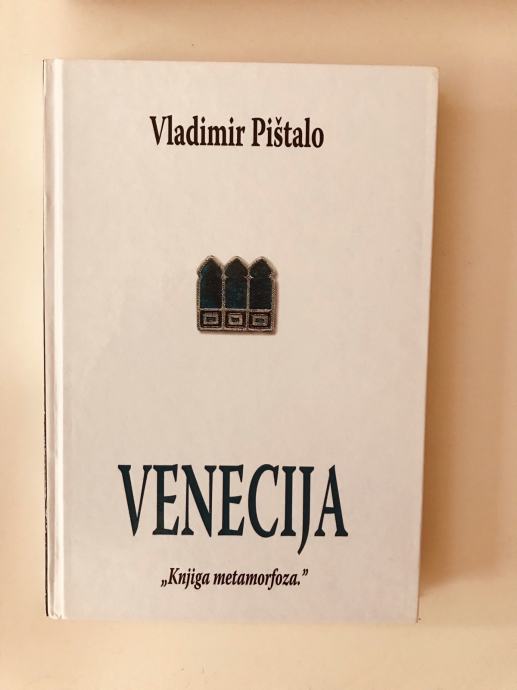 Vladimir Pištalo
VENECIJA
„Knjiga metamorfoza.”